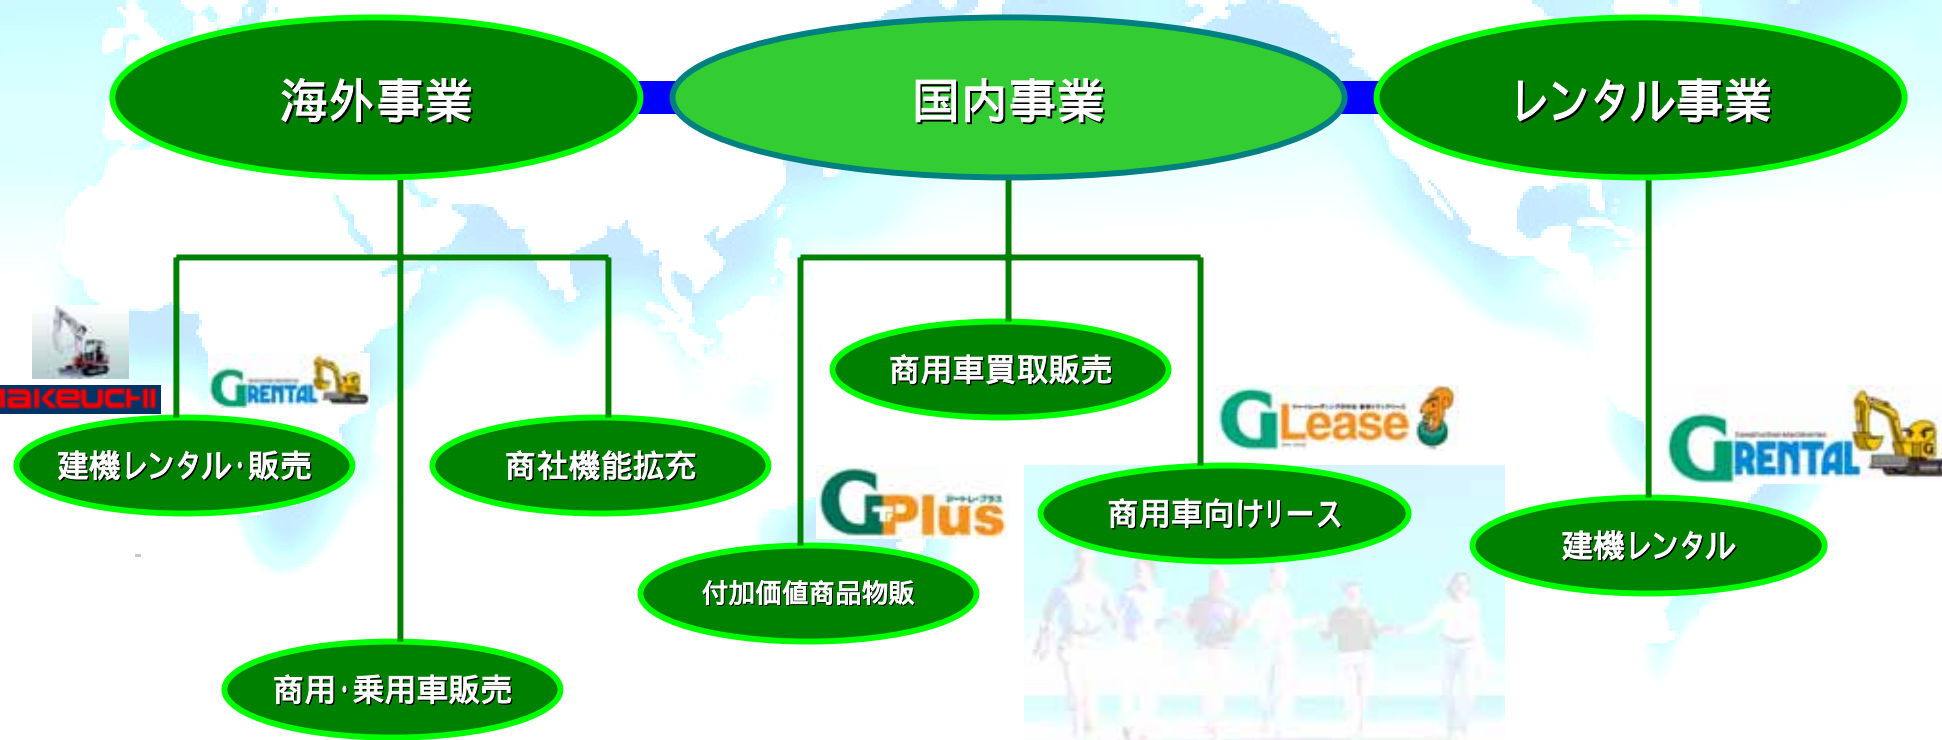 海外事業
国内事業
レンタル事業
商用車買取販売
GRENTAL
GLease
AKEUCHI
GRENTAL
建機レンタル・販売
商社機能拡充
GTPlus
商用車向けリース
建機レンタル
付加価値商品物販
商用・乗用車販売